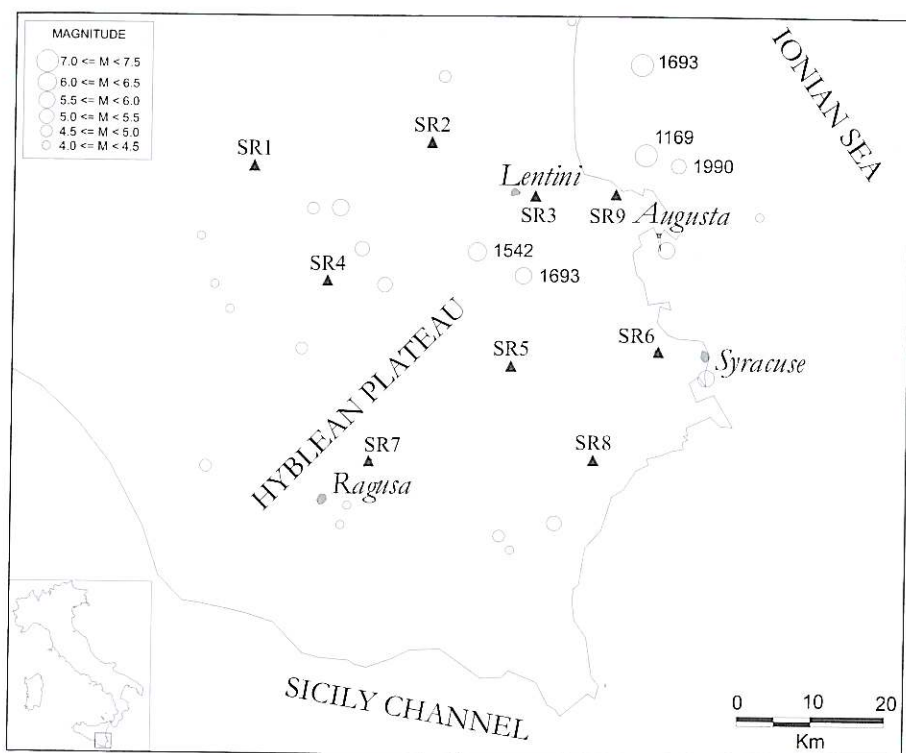 MAGNITUDE
7.0 <= M < 7.5
6.0 <= M < 6.5
5.5 <= M < 6.0
5.0 <= M < 5.5
4.5 <= M < 5.0
4.0 <= M < 4.5
IONIAN SEA
1693
SR2
SR1
1169
1990
Lentini
SR3
SR9
Augusta
SR4
1542
1693
HYBLEAN PLATEAU
SR5
SR6
Syracuse
SR7
SR8
Ragusa
SICILY CHANNEL
0 10 20
Km